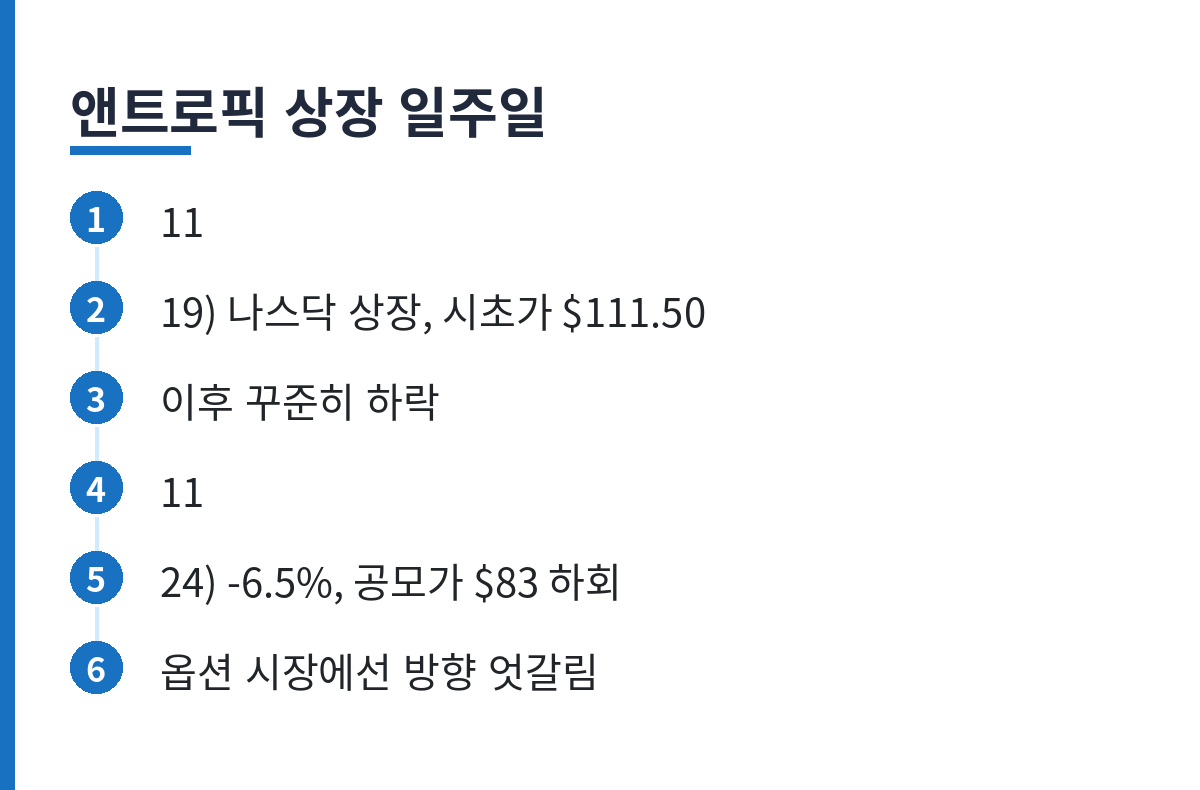 앤트로픽 상장 일주일
1 11
2 19) 나스닥 상장, 시초가 $111.50
3 이후 꾸준히 하락
4 11
5 24) -6.5%, 공모가 $83 하회
6 옵션 시장에선 방향 엇갈림